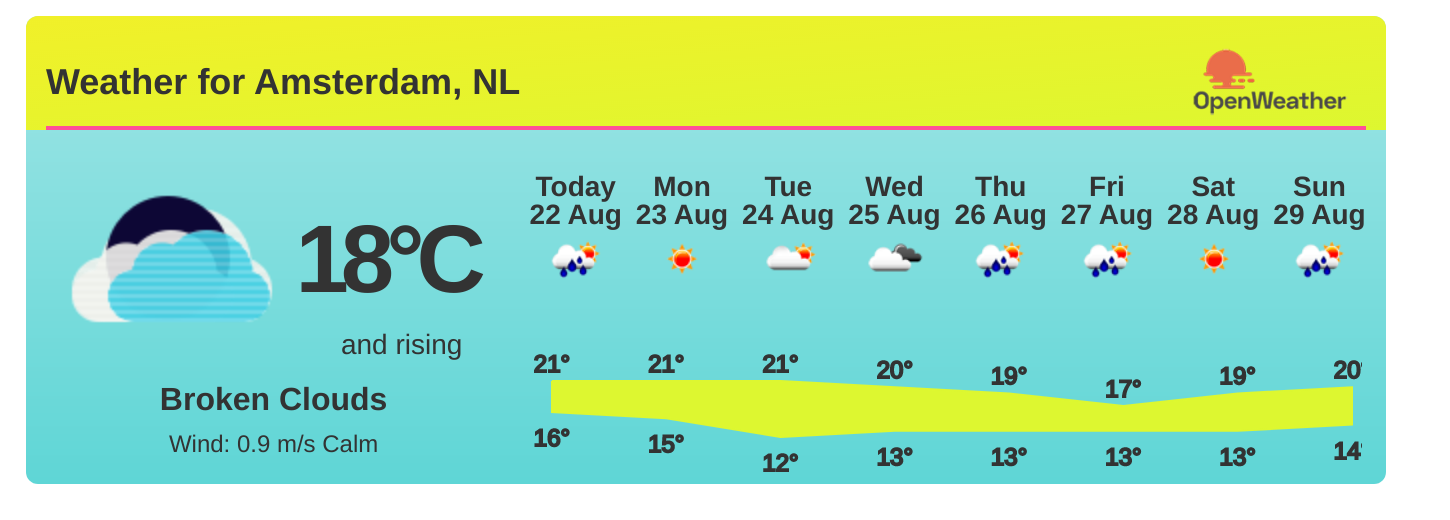 Weather for Amsterdam, NL
OpenWeather
18°C
and rising
Broken Clouds
Wind: 0.9 m/s Calm
Today Mon Tue Wed Thu Fri Sat Sun
22 Aug 23 Aug 24 Aug 25 Aug 26 Aug 27 Aug 28 Aug 29 Aug
21° 21° 21° 20° 19° 17° 19° 20°
16° 15° 12° 13° 13° 13° 13° 14°